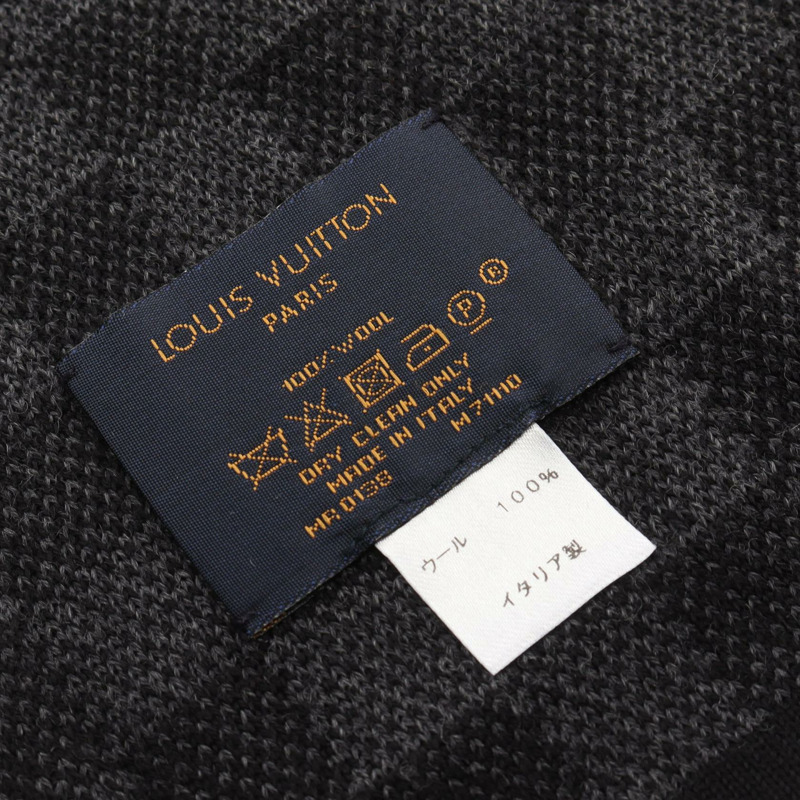 LOUIS VUITTON
PARIS
100% WOOL
P
DRY CLEAN ONLY
MADE IN ITALY
M71110
ウール 100%
イタリア製